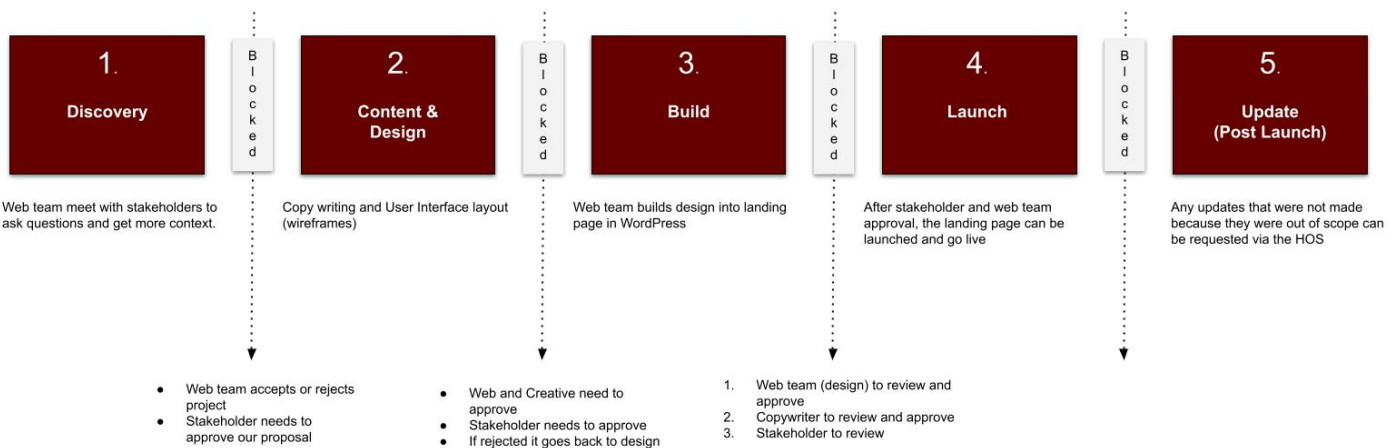 1.
Discovery
B
l
o
c
k
e
d
2.
Content &
Design
B
l
o
c
k
e
d
3.
Build
B
l
o
c
k
e
d
4.
Launch
B
l
o
c
k
e
d
5.
Update
(Post Launch)
Web team meet with stakeholders to
ask questions and get more context.
Copy writing and User Interface layout
(wireframes)
Web team builds design into landing
page in WordPress
After stakeholder and web team
approval, the landing page can be
launched and go live
Any updates that were not made
because they were out of scope can
be requested via the HOS
● Web team accepts or rejects
project
● Stakeholder needs to
approve our proposal
● Web and Creative need to
approve
● Stakeholder needs to approve
● If rejected it goes back to design
1. Web team (design) to review and
approve
2. Copywriter to review and approve
3. Stakeholder to review